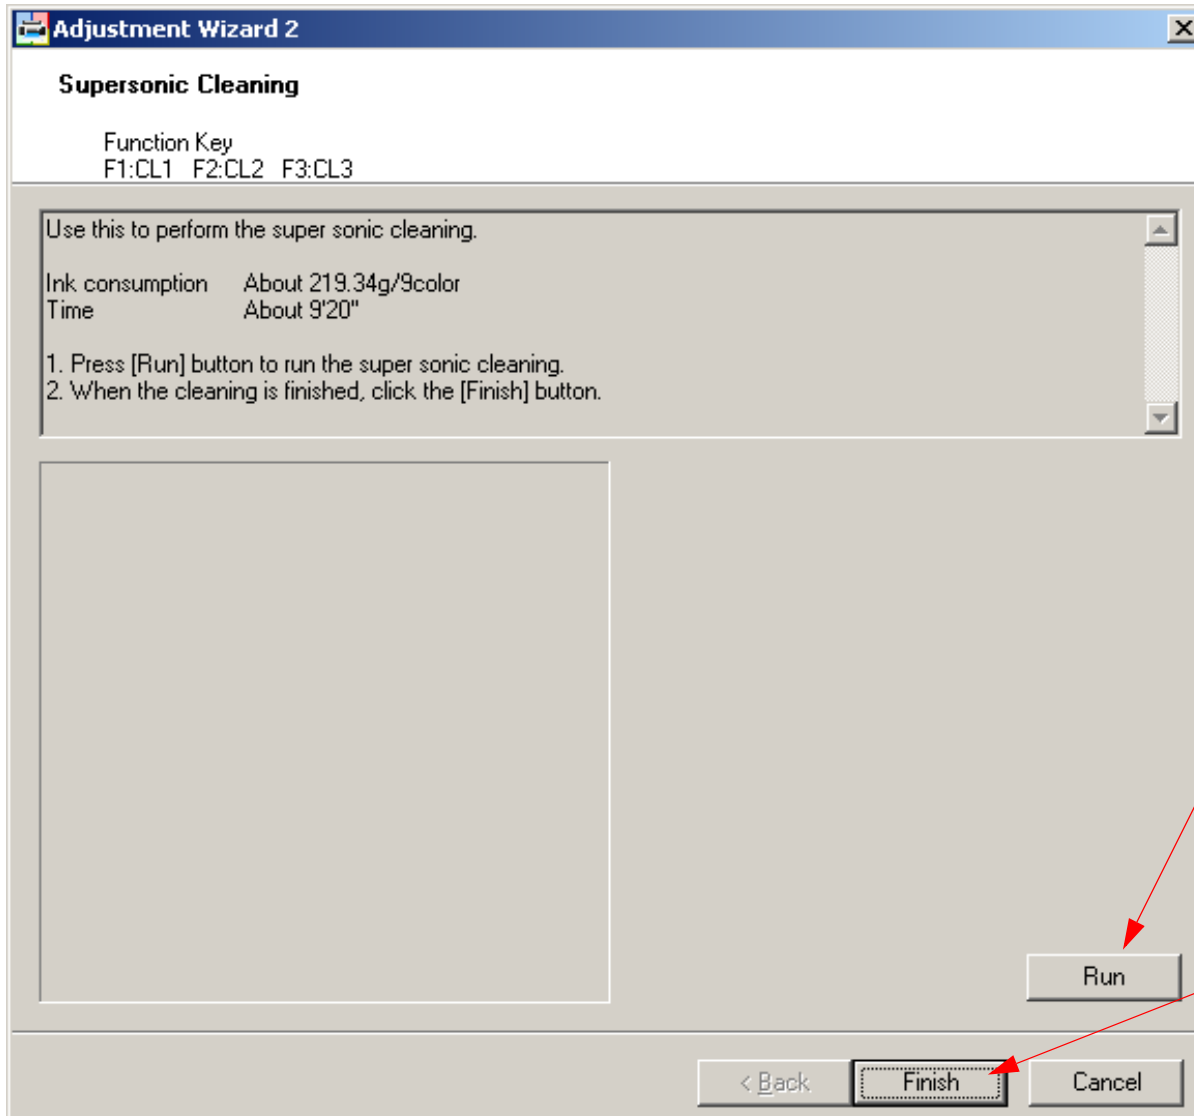 Adjustment Wizard 2
Supersonic Cleaning
Function Key
F1:CL1 F2:CL2 F3:CL3
Use this to perform the super sonic cleaning.
Ink consumption About 219.34g/9color
Time About 9'20"
1. Press [Run] button to run the super sonic cleaning.
2. When the cleaning is finished, click the [Finish] button.
Run
< Back Finish Cancel